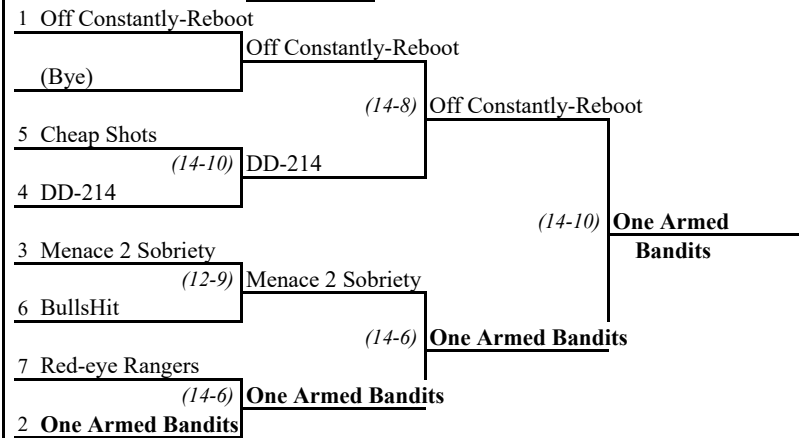 1 Off Constantly-Reboot
Off Constantly-Reboot
(Bye)
(14-8) Off Constantly-Reboot
5 Cheap Shots
(14-10) DD-214
4 DD-214
(14-10) One Armed
Bandits
3 Menace 2 Sobriety
(12-9) Menace 2 Sobriety
6 BullsHit
(14-6) One Armed Bandits
7 Red-eye Rangers
(14-6) One Armed Bandits
2 One Armed Bandits